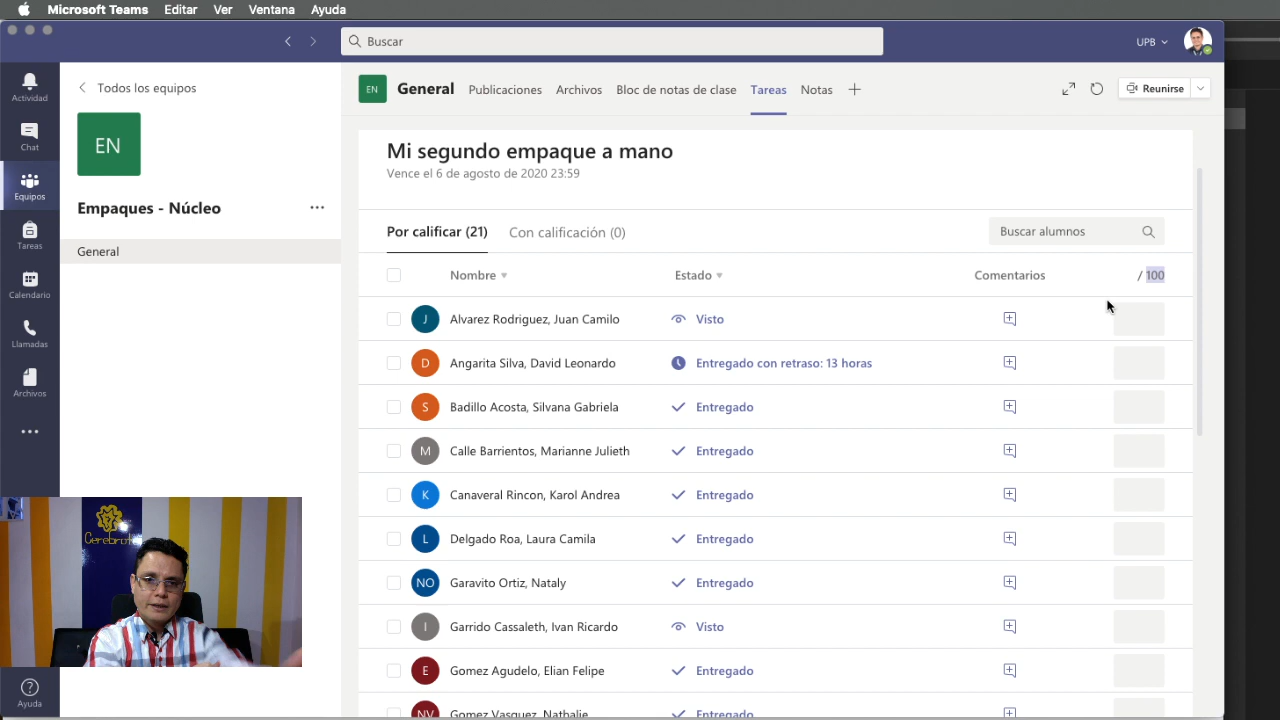 Microsoft Teams Editar Ver Ventana Ayuda
Buscar
UPB
Actividad
Chat
Equipos
Tareas
Calendario
Llamadas
Archivos
Ayuda
Todos los equipos
EN
Empaques - Núcleo
General
EN General Publicaciones Archivos Bloc de notas de clase Tareas Notas
Reunirse
Mi segundo empaque a mano
Vence el 6 de agosto de 2020 23:59
Por calificar (21) Con calificación (0) Buscar alumnos
Nombre Estado Comentarios / 100
J Alvarez Rodriguez, Juan Camilo Visto
D Angarita Silva, David Leonardo Entregado con retraso: 13 horas
S Badillo Acosta, Silvana Gabriela Entregado
M Calle Barrientos, Marianne Julieth Entregado
K Canaveral Rincon, Karol Andrea Entregado
L Delgado Roa, Laura Camila Entregado
NO Garavito Ortiz, Nataly Entregado
I Garrido Cassaleth, Ivan Ricardo Visto
E Gomez Agudelo, Elian Felipe Entregado
NV Gomez Vasquez, Nathalie Entregado